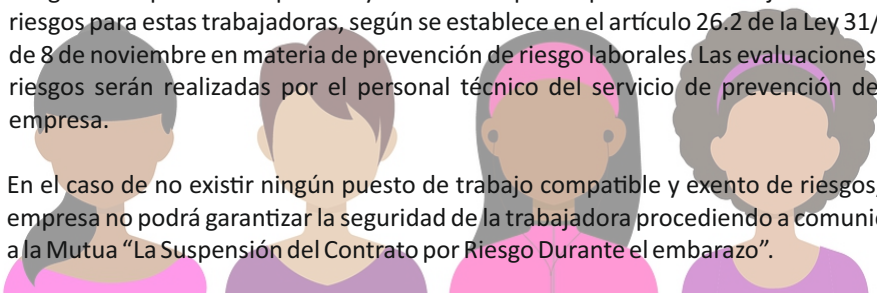 riesgos para estas trabajadoras, según se establece en el artículo 26.2 de la Ley 31/
de 8 de noviembre en materia de prevención de riesgo laborales. Las evaluaciones
riesgos serán realizadas por el personal técnico del servicio de prevención de
empresa.
En el caso de no existir ningún puesto de trabajo compatible y exento de riesgos,
empresa no podrá garantizar la seguridad de la trabajadora procediendo a comuni
a la Mutua “La Suspensión del Contrato por Riesgo Durante el embarazo”.